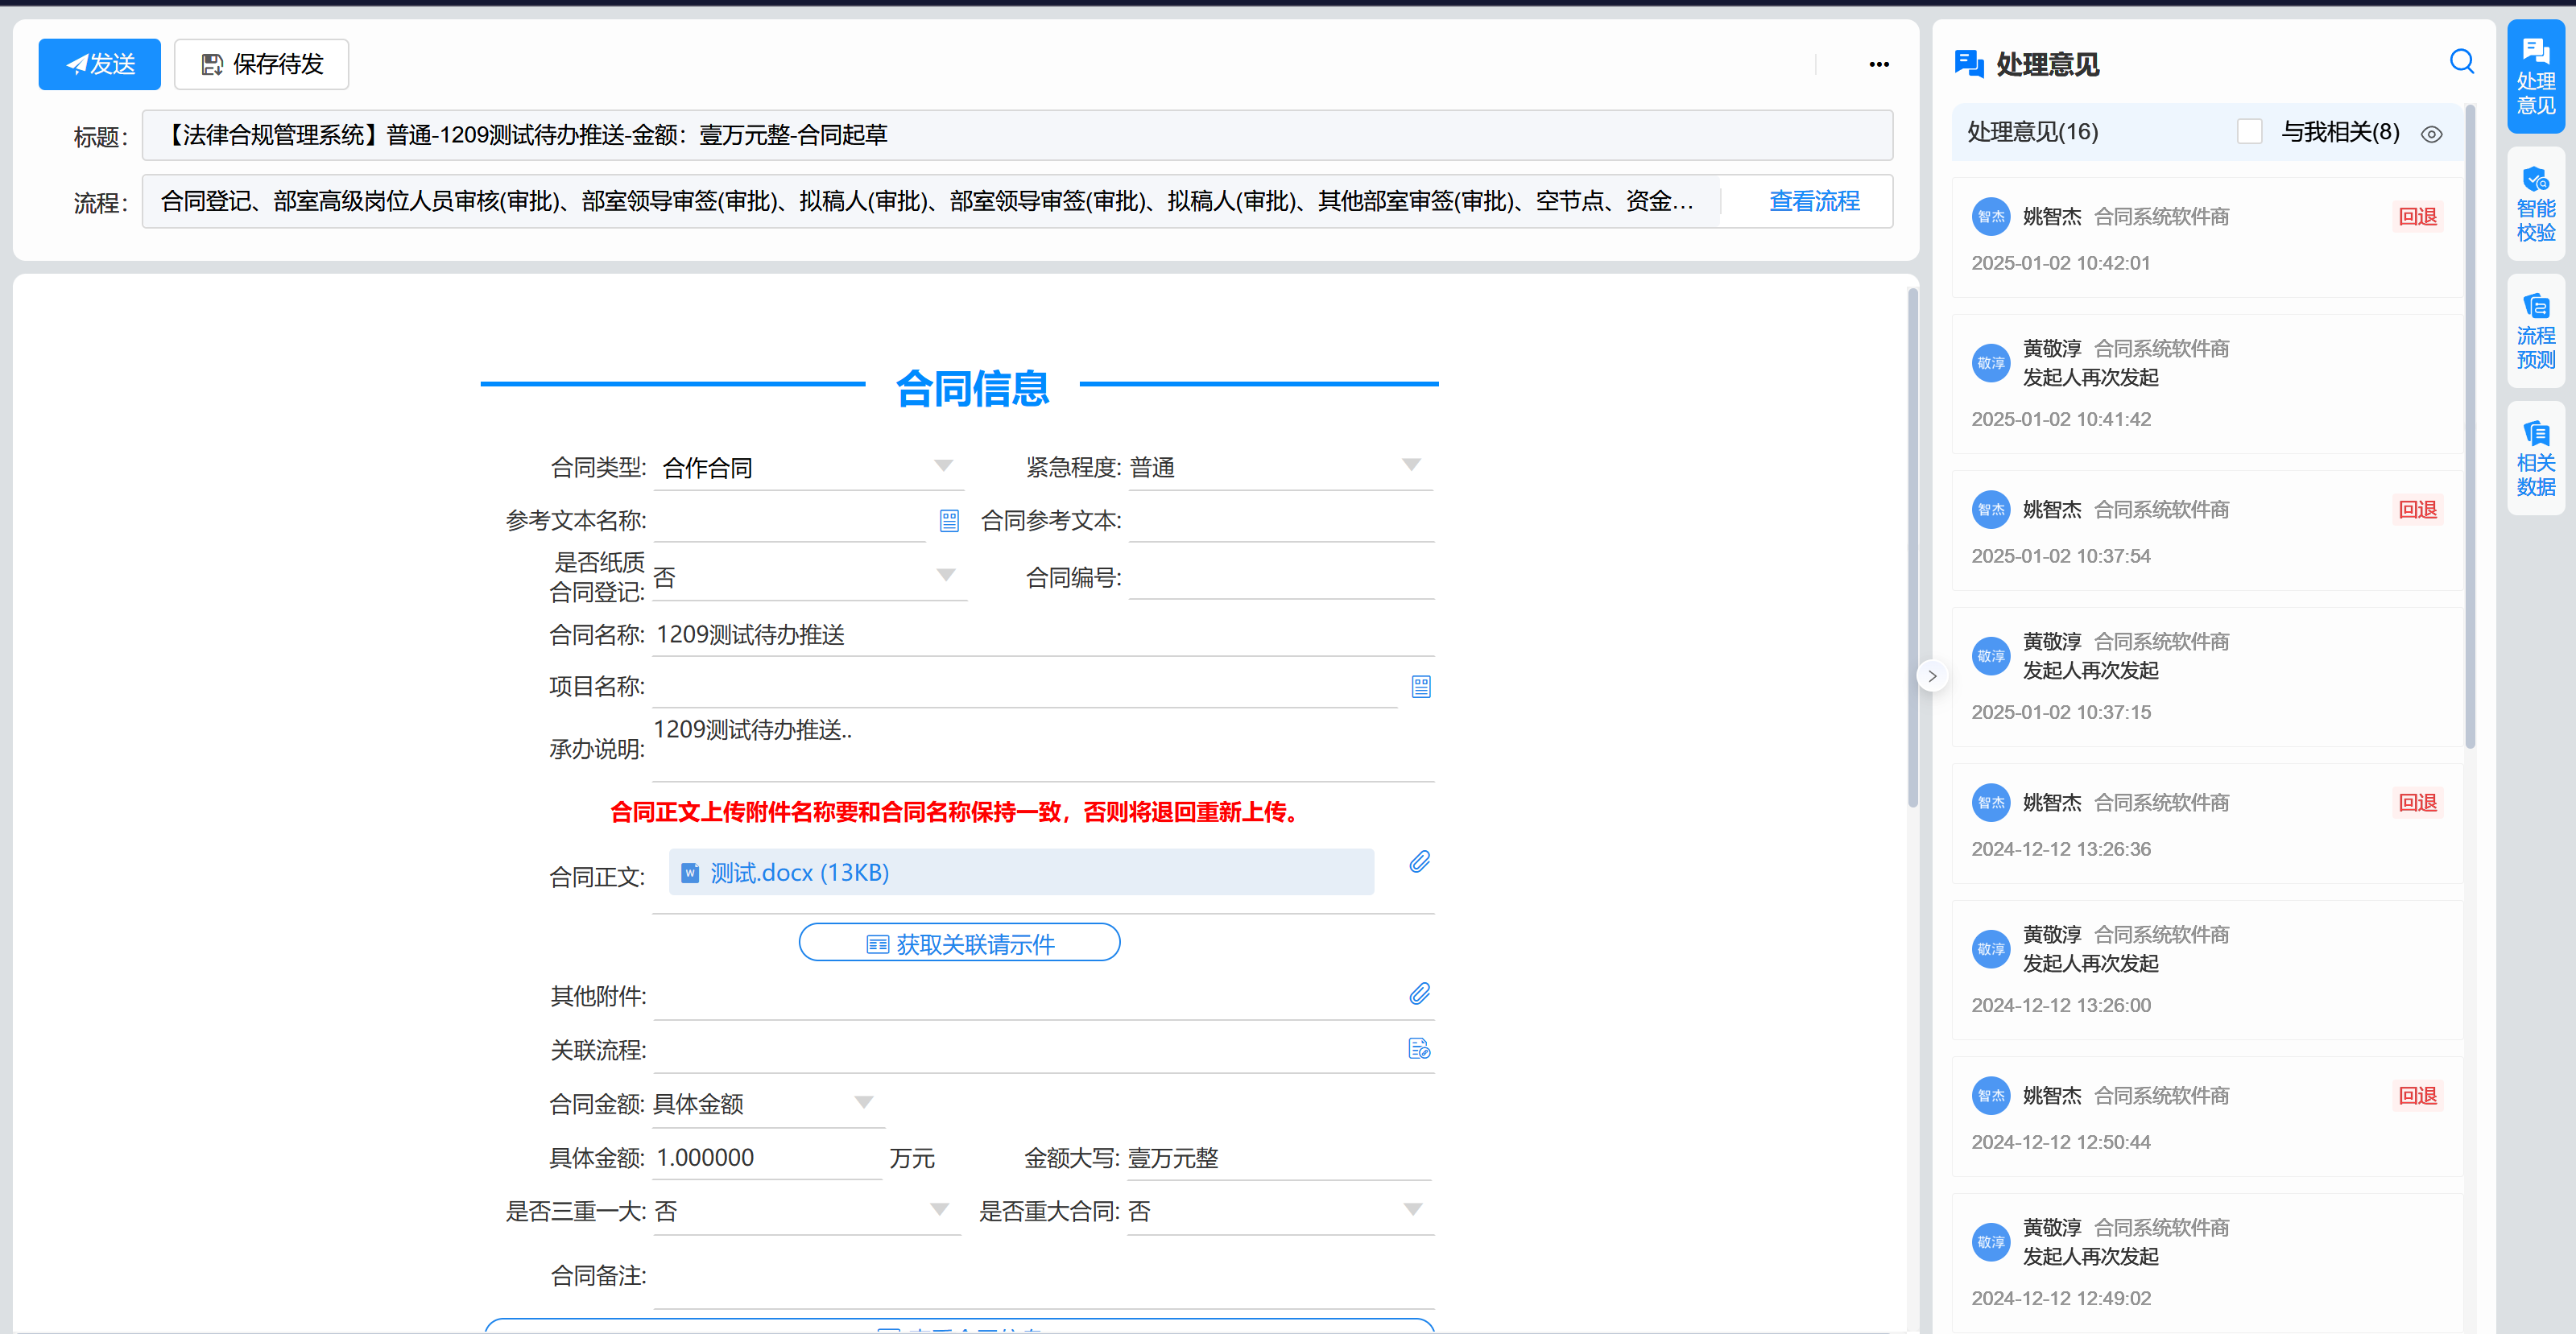 发送
保存待发
标题：
【法律合规管理系统】普通-1209测试待办推送-金额：壹万元整-合同起草
流程：
合同登记、部室高级岗位人员审核(审批)、部室领导审签(审批)、拟稿人(审批)、部室领导审签(审批)、拟稿人(审批)、其他部室审签(审批)、空节点、资金...
查看流程
合同信息
合同类型: 合作合同
紧急程度: 普通
参考文本名称:
合同参考文本:
是否纸质
合同登记: 否
合同编号:
合同名称: 1209测试待办推送
项目名称:
承办说明: 1209测试待办推送..
合同正文上传附件名称要和合同名称保持一致，否则将退回重新上传。
合同正文: 测试.docx (13KB)
获取关联请示件
其他附件:
关联流程:
合同金额: 具体金额
具体金额: 1.000000 万元
金额大写: 壹万元整
是否三重一大: 否
是否重大合同: 否
合同备注:
处理意见
处理意见(16)
与我相关(8)
智杰 姚智杰 合同系统软件商 回退
2025-01-02 10:42:01
敬淳 黄敬淳 合同系统软件商
发起人再次发起
2025-01-02 10:41:42
智杰 姚智杰 合同系统软件商 回退
2025-01-02 10:37:54
敬淳 黄敬淳 合同系统软件商
发起人再次发起
2025-01-02 10:37:15
智杰 姚智杰 合同系统软件商 回退
2024-12-12 13:26:36
敬淳 黄敬淳 合同系统软件商
发起人再次发起
2024-12-12 13:26:00
智杰 姚智杰 合同系统软件商 回退
2024-12-12 12:50:44
敬淳 黄敬淳 合同系统软件商
发起人再次发起
2024-12-12 12:49:02
处理
意见
智能
校验
流程
预测
相关
数据